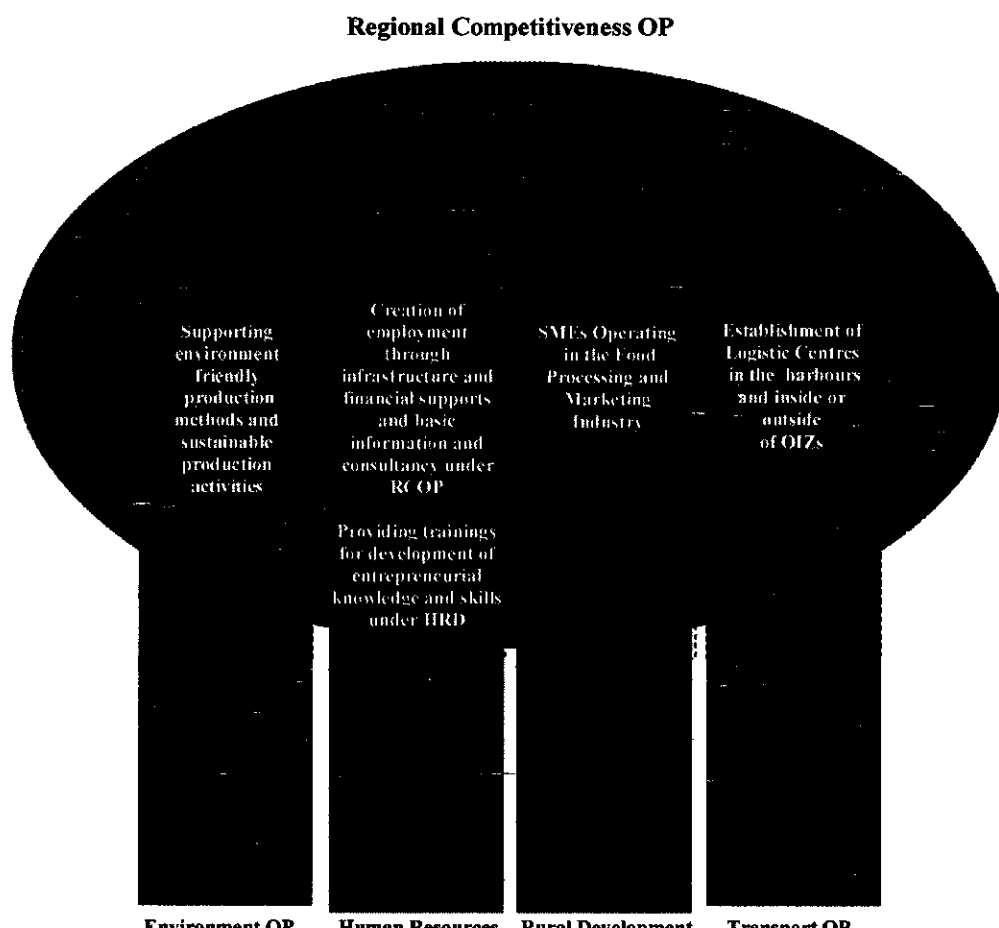 Regional Competitiveness OP
Supporting
environment
friendly
production
methods and
sustainable
production
activities
Creation of
employment
through
infrastructure and
financial supports
and basic
information and
consultancy under
RCOP
Providing trainings
for development of
entrepreneurial
knowledge and skills
under HRD
SMEs Operating
in the Food
Processing and
Marketing
Industry
Establishment of
Logistic Centres
in the harbours
and inside or
outside
of OIZs
Environment OP
Human Resources
Rural Development
Transport OP